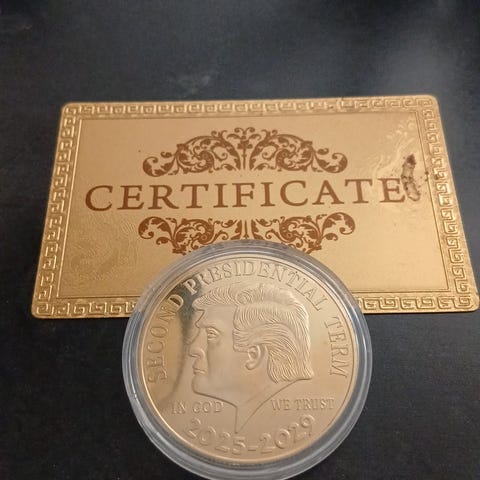 CERTIFICATE
SECOND PRESIDENTIAL TERM
IN GOD WE TRUST
2025-2029